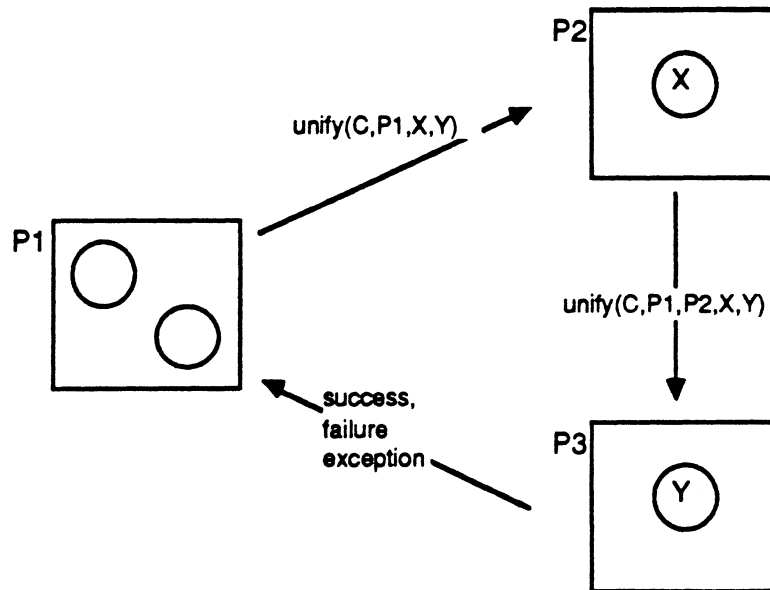 P2
X
unify(C,P1,X,Y)
P1
unify(C,P1,P2,X,Y)
success,
failure
exception
P3
Y